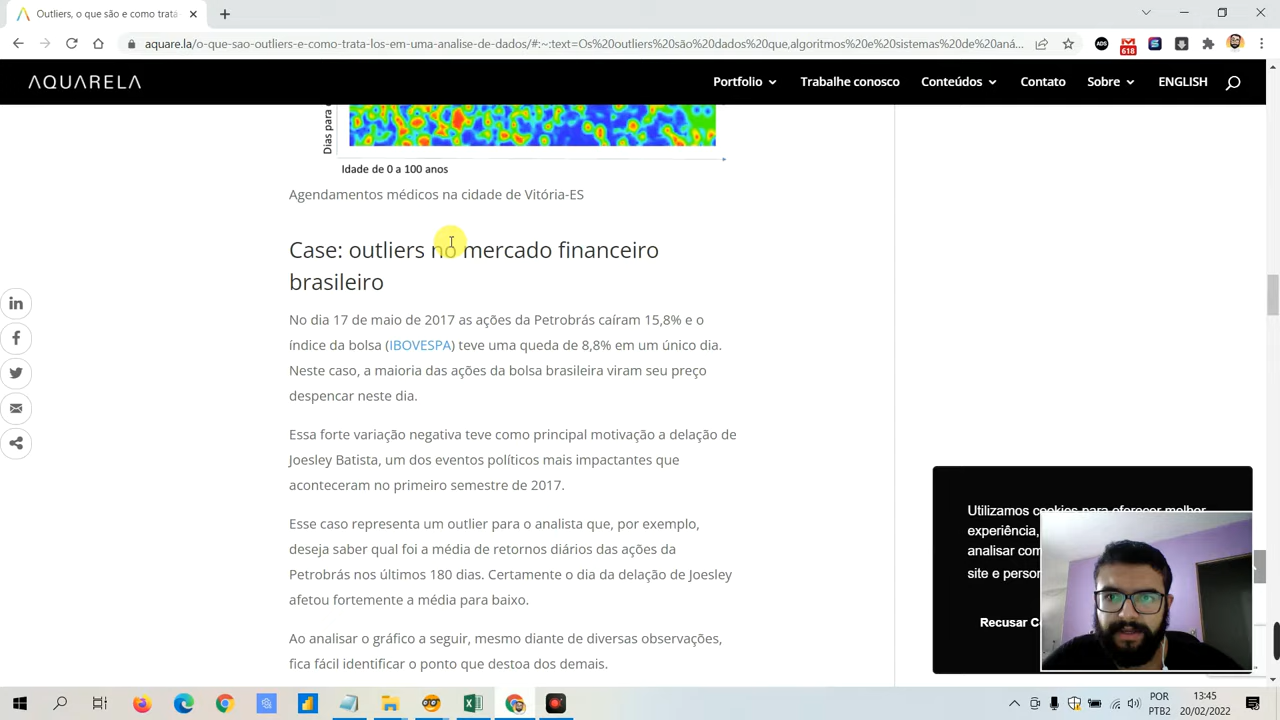 Outliers, o que são e como trata
aquare.la/o-que-sao-outliers-e-como-trata-los-em-uma-analise-de-dados/#:~:text=Os%20outliers%20são%20dados%20que,algoritmos%20e%20sistemas%20de%20aná...
ADS
618
AQUARELA
Portfolio
Trabalhe conosco
Conteúdos
Contato
Sobre
ENGLISH
Dias para
Idade de 0 a 100 anos
Agendamentos médicos na cidade de Vitória-ES
Case: outliers no mercado financeiro
brasileiro
No dia 17 de maio de 2017 as ações da Petrobrás caíram 15,8% e o
índice da bolsa (IBOVESPA) teve uma queda de 8,8% em um único dia.
Neste caso, a maioria das ações da bolsa brasileira viram seu preço
despencar neste dia.
Essa forte variação negativa teve como principal motivação a delação de
Joesley Batista, um dos eventos políticos mais impactantes que
aconteceram no primeiro semestre de 2017.
Esse caso representa um outlier para o analista que, por exemplo,
deseja saber qual foi a média de retornos diários das ações da
Petrobrás nos últimos 180 dias. Certamente o dia da delação de Joesley
afetou fortemente a média para baixo.
Ao analisar o gráfico a seguir, mesmo diante de diversas observações,
fica fácil identificar o ponto que destoa dos demais.
Utilizamos cookies para oferecer melhor
experiência,
analisar com
site e person
Recusar C
POR
PTB2
13:45
20/02/2022